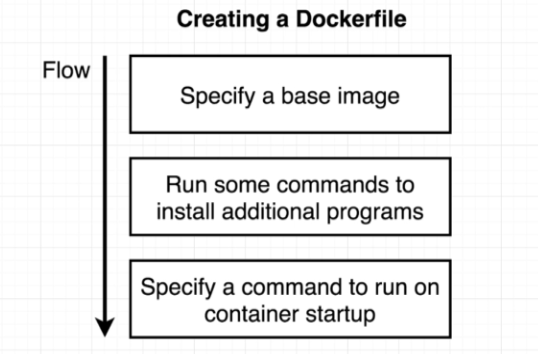 Creating a Dockerfile
Flow
Specify a base image
Run some commands to
install additional programs
Specify a command to run on
container startup